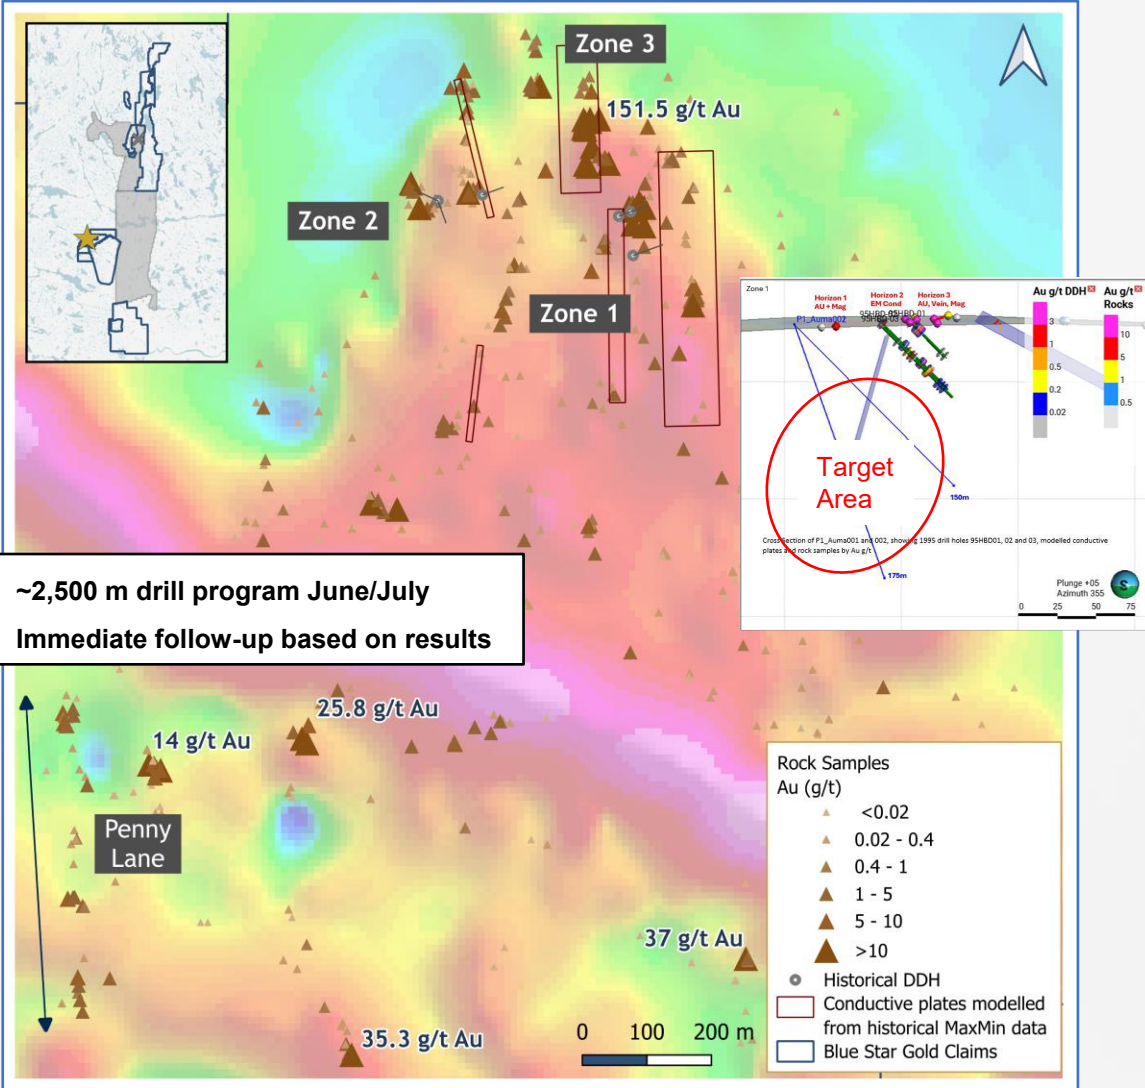 Zone 3
151.5 g/t Au
Zone 2
Zone 1
Zone 1
Horizon 1
AU + Mag
Horizon 2
EM Cond
Horizon 3
AU, Vein, Mag
P1_Auma002
Au g/t DDH
3
1
0.5
0.2
0.02
Au g/t
Rocks
10
5
1
0.5
Target
Area
150m
175m
Cross Section of P1_Auma001 and 002, showing 1995 drill holes 95HBD01, 02 and 03, modelled conductive
plates and rock samples by Au g/t
Plunge +05
Azimuth 355
S
0 25 50 75
~2,500 m drill program June/July
Immediate follow-up based on results
25.8 g/t Au
14 g/t Au
Penny
Lane
37 g/t Au
35.3 g/t Au
0 100 200 m
Rock Samples
Au (g/t)
<0.02
0.02 - 0.4
0.4 - 1
1 - 5
5 - 10
>10
Historical DDH
Conductive plates modelled
from historical MaxMin data
Blue Star Gold Claims